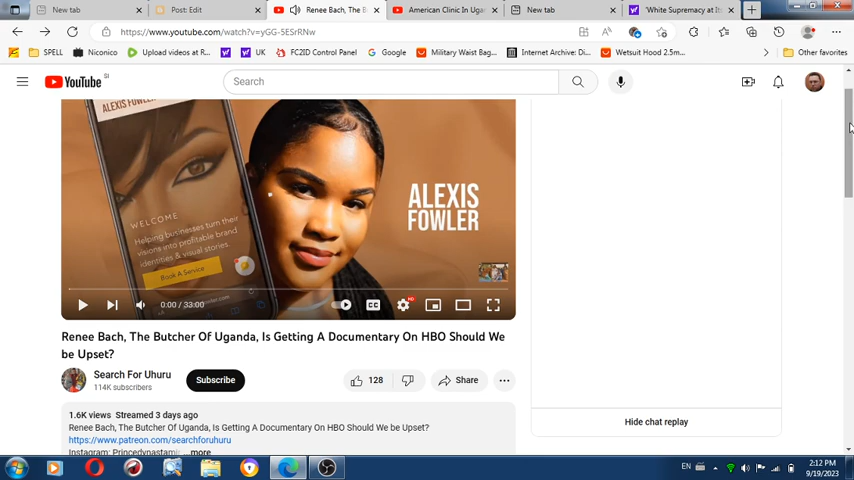 New tab
Post: Edit
Renee Bach, The B
American Clinic In Ugan
New tab
'White Supremacy at Its
https://www.youtube.com/watch?v=yGG-5ESrRNw
SPELL
Niconico
Upload videos at R...
UK
FC2ID Control Panel
Google
Military Waist Bag...
Internet Archive: Di...
Wetsuit Hood 2.5m...
Other favorites
YouTube SI
Search
ALEXIS FOWLER
WELCOME
Helping businesses turn their
visions into profitable brand
identities & visual stories.
Book A Service
ALEXIS
FOWLER
0:00 / 33:00
CC
HD
Renee Bach, The Butcher Of Uganda, Is Getting A Documentary On HBO Should We
be Upset?
Search For Uhuru
114K subscribers
Subscribe
128
Share
1.6K views Streamed 3 days ago
Renee Bach, The Butcher Of Uganda, Is Getting A Documentary On HBO Should We be Upset?
https://www.patreon.com/searchforuhuru
...more
Hide chat replay
EN
2:12 PM
9/19/2023